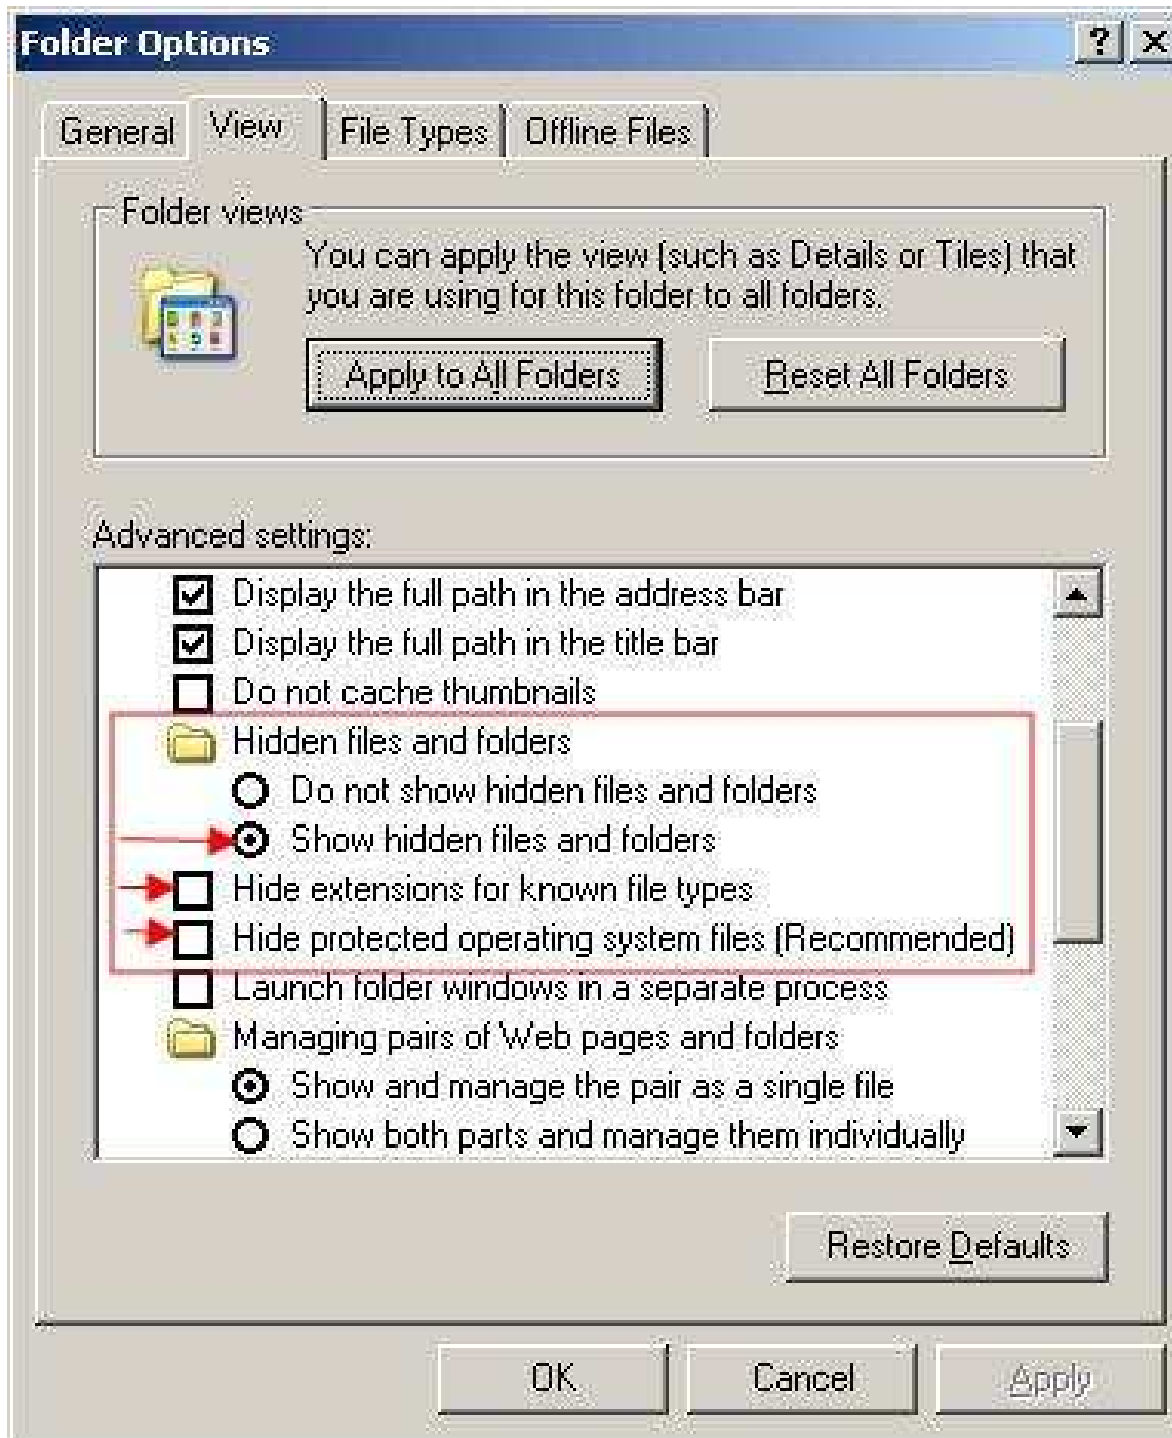 Folder Options
General View File Types Offline Files
Folder views
You can apply the view (such as Details or Tiles) that
you are using for this folder to all folders.
Apply to All Folders Reset All Folders
Advanced settings:
Display the full path in the address bar
Display the full path in the title bar
Do not cache thumbnails
Hidden files and folders
Do not show hidden files and folders
Show hidden files and folders
Hide extensions for known file types
Hide protected operating system files (Recommended)
Launch folder windows in a separate process
Managing pairs of Web pages and folders
Show and manage the pair as a single file
Show both parts and manage them individually
Restore Defaults
OK Cancel Apply